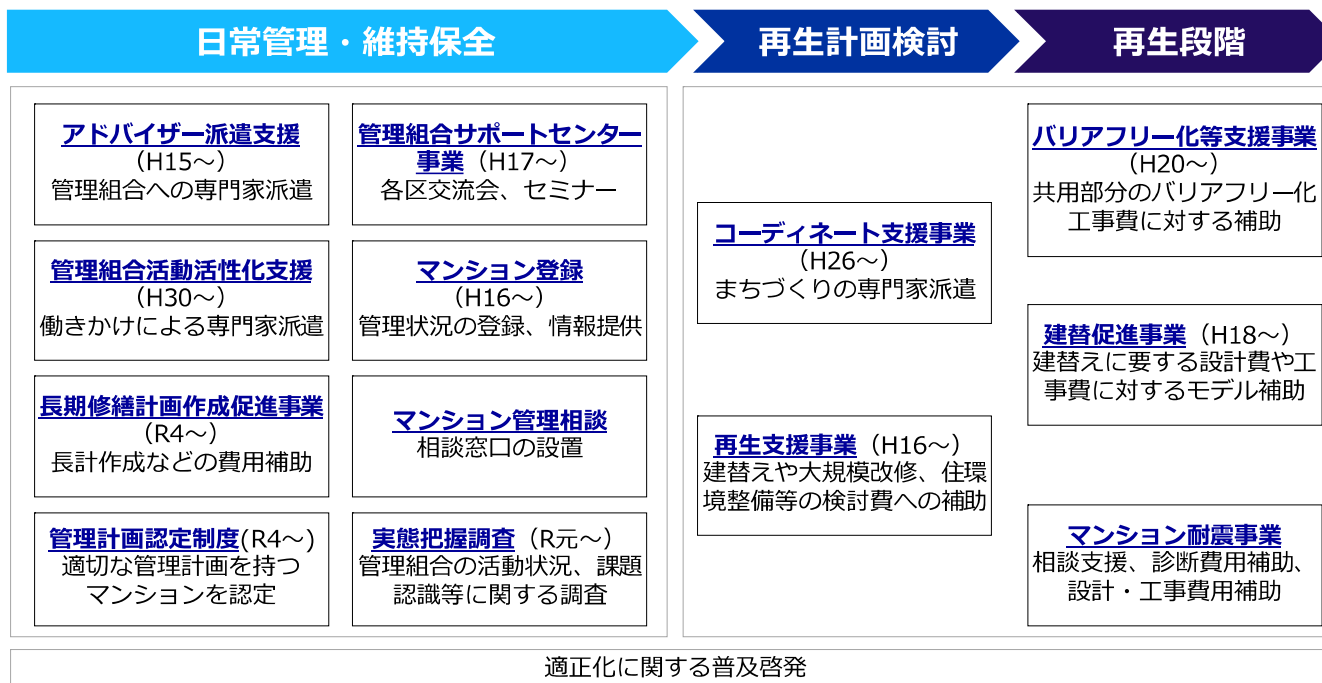 日常管理・維持保全
再生計画検討
再生段階
アドバイザー派遣支援
(H15～)
管理組合への専門家派遣
管理組合サポートセンター
事業（H17～）
各区交流会、セミナー
管理組合活動活性化支援
(H30～)
働きかけによる専門家派遣
マンション登録
(H16～)
管理状況の登録、情報提供
長期修繕計画作成促進事業
(R4～)
長計作成などの費用補助
マンション管理相談
相談窓口の設置
管理計画認定制度(R4～)
適切な管理計画を持つ
マンションを認定
実態把握調査（R元～）
管理組合の活動状況、課題
認識等に関する調査
コーディネート支援事業
(H26～)
まちづくりの専門家派遣
再生支援事業（H16～）
建替えや大規模改修、住環
境整備等の検討費への補助
バリアフリー化等支援事業
(H20～)
共用部分のバリアフリー化
工事費に対する補助
建替促進事業（H18～）
建替えに要する設計費や工
事費に対するモデル補助
マンション耐震事業
相談支援、診断費用補助、
設計・工事費用補助
適正化に関する普及啓発